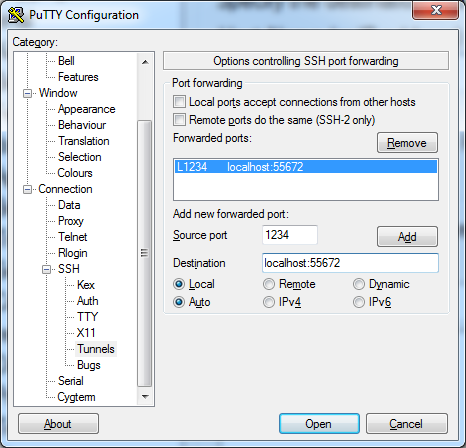 PuTTY Configuration
Category:
Bell
Features
Window
Appearance
Behaviour
Translation
Selection
Colours
Connection
Data
Proxy
Telnet
Rlogin
SSH
Kex
Auth
TTY
X11
Tunnels
Bugs
Serial
Cygterm
Options controlling SSH port forwarding
Port forwarding
Local ports accept connections from other hosts
Remote ports do the same (SSH-2 only)
Forwarded ports:
Remove
L1234 localhost:55672
Add new forwarded port:
Source port 1234 Add
Destination localhost:55672
Local Remote Dynamic
Auto IPv4 IPv6
About Open Cancel